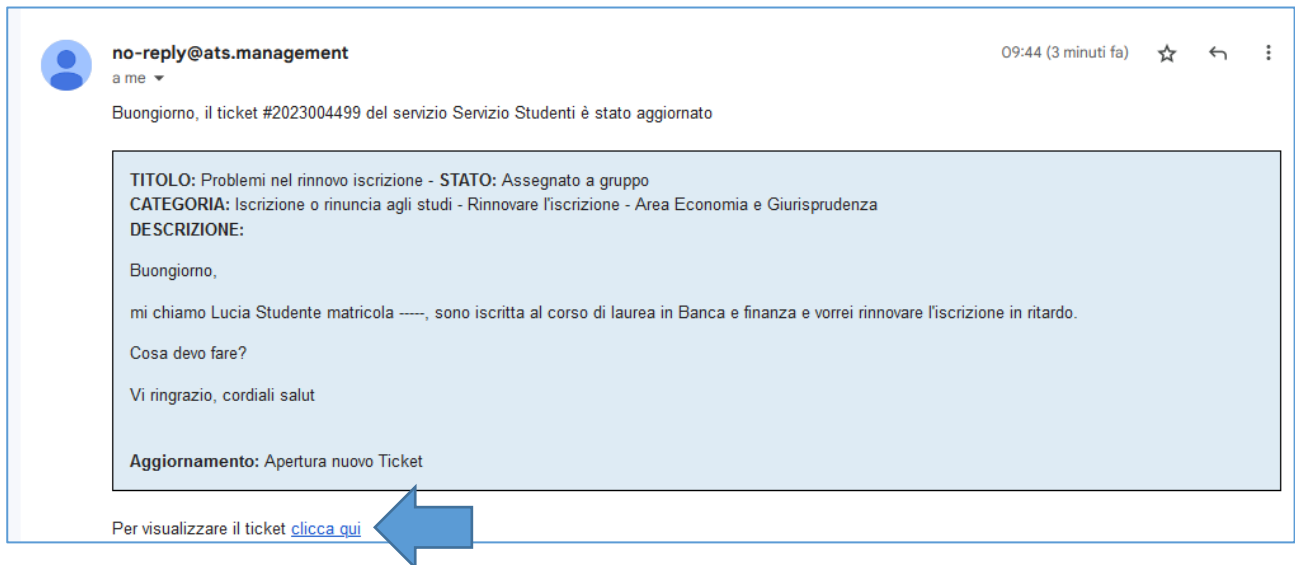 no-reply@ats.management
09:44 (3 minuti fa)
a me
Buongiorno, il ticket #2023004499 del servizio Servizio Studenti è stato aggiornato
TITOLO: Problemi nel rinnovo iscrizione - STATO: Assegnato a gruppo
CATEGORIA: Iscrizione o rinuncia agli studi - Rinnovare l'iscrizione - Area Economia e Giurisprudenza
DESCRIZIONE:
Buongiorno,
mi chiamo Lucia Studente matricola -----, sono iscritta al corso di laurea in Banca e finanza e vorrei rinnovare l'iscrizione in ritardo.
Cosa devo fare?
Vi ringrazio, cordiali salut
Aggiornamento: Apertura nuovo Ticket
Per visualizzare il ticket clicca qui